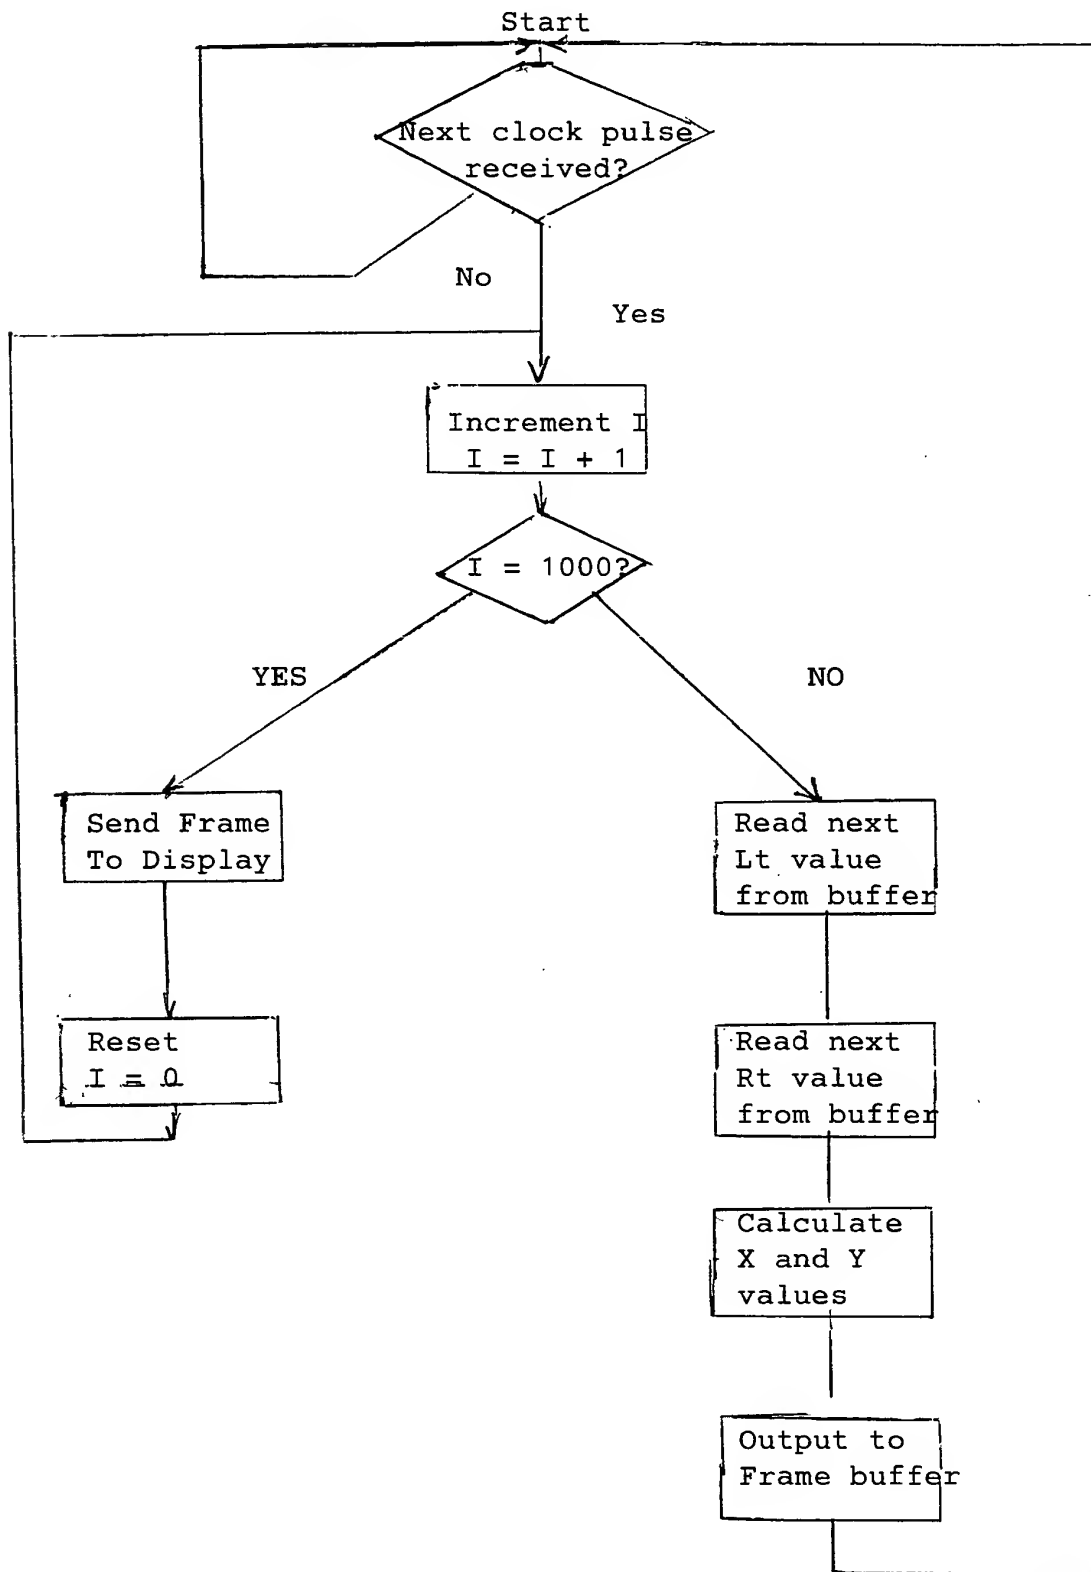 Start
Next clock pulse
received?
No
Yes
Increment I
I = I + 1
I = 1000?
YES
NO
Send Frame
To Display
Read next
Lt value
from buffer
Reset
I = 0
Read next
Rt value
from buffer
Calculate
X and Y
values
Output to
Frame buffer